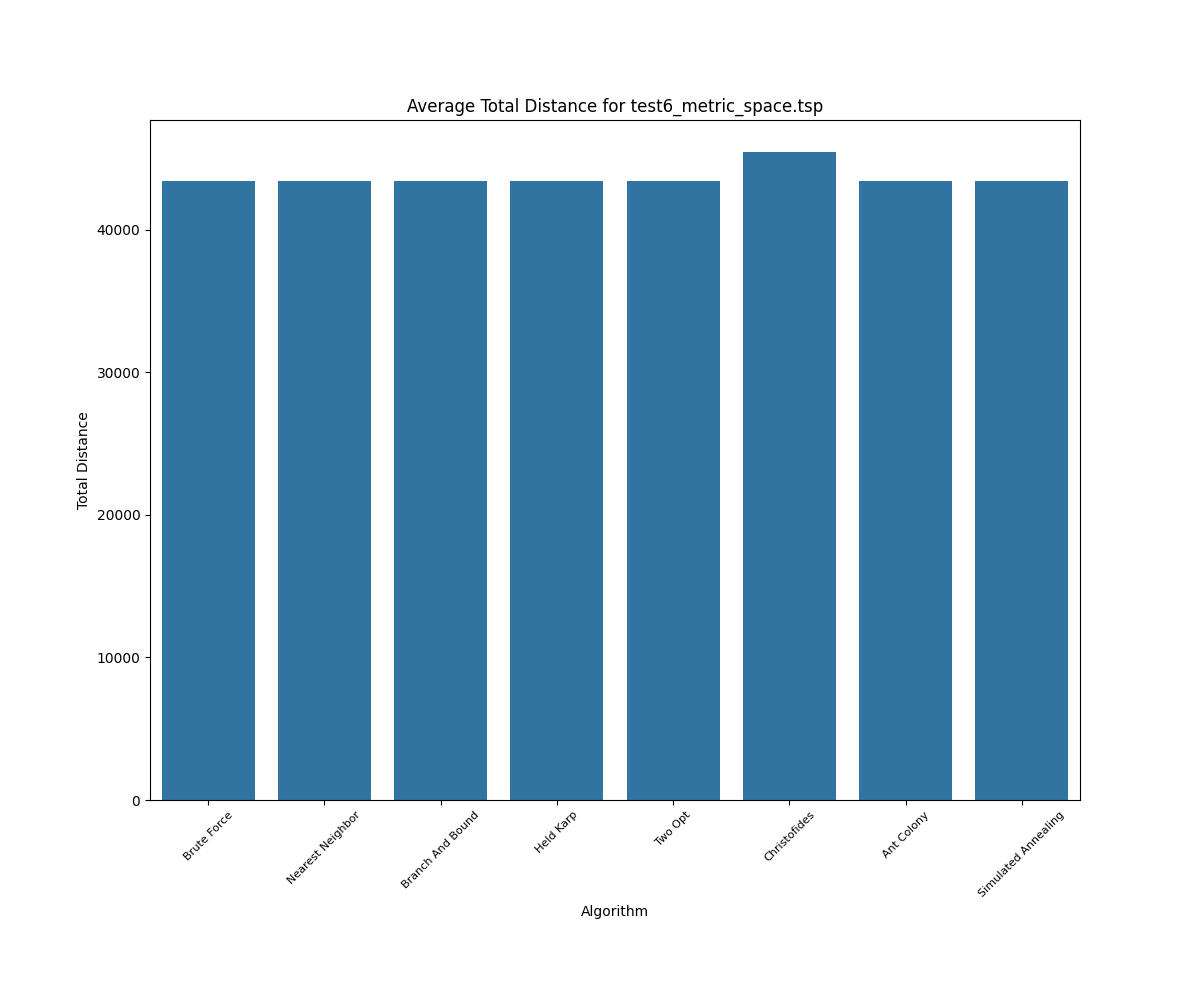 Average Total Distance for test6_metric_space.tsp
Total Distance
40000
30000
20000
10000
0
Brute Force
Nearest Neighbor
Branch And Bound
Held Karp
Two Opt
Christofides
Ant Colony
Simulated Annealing
Algorithm